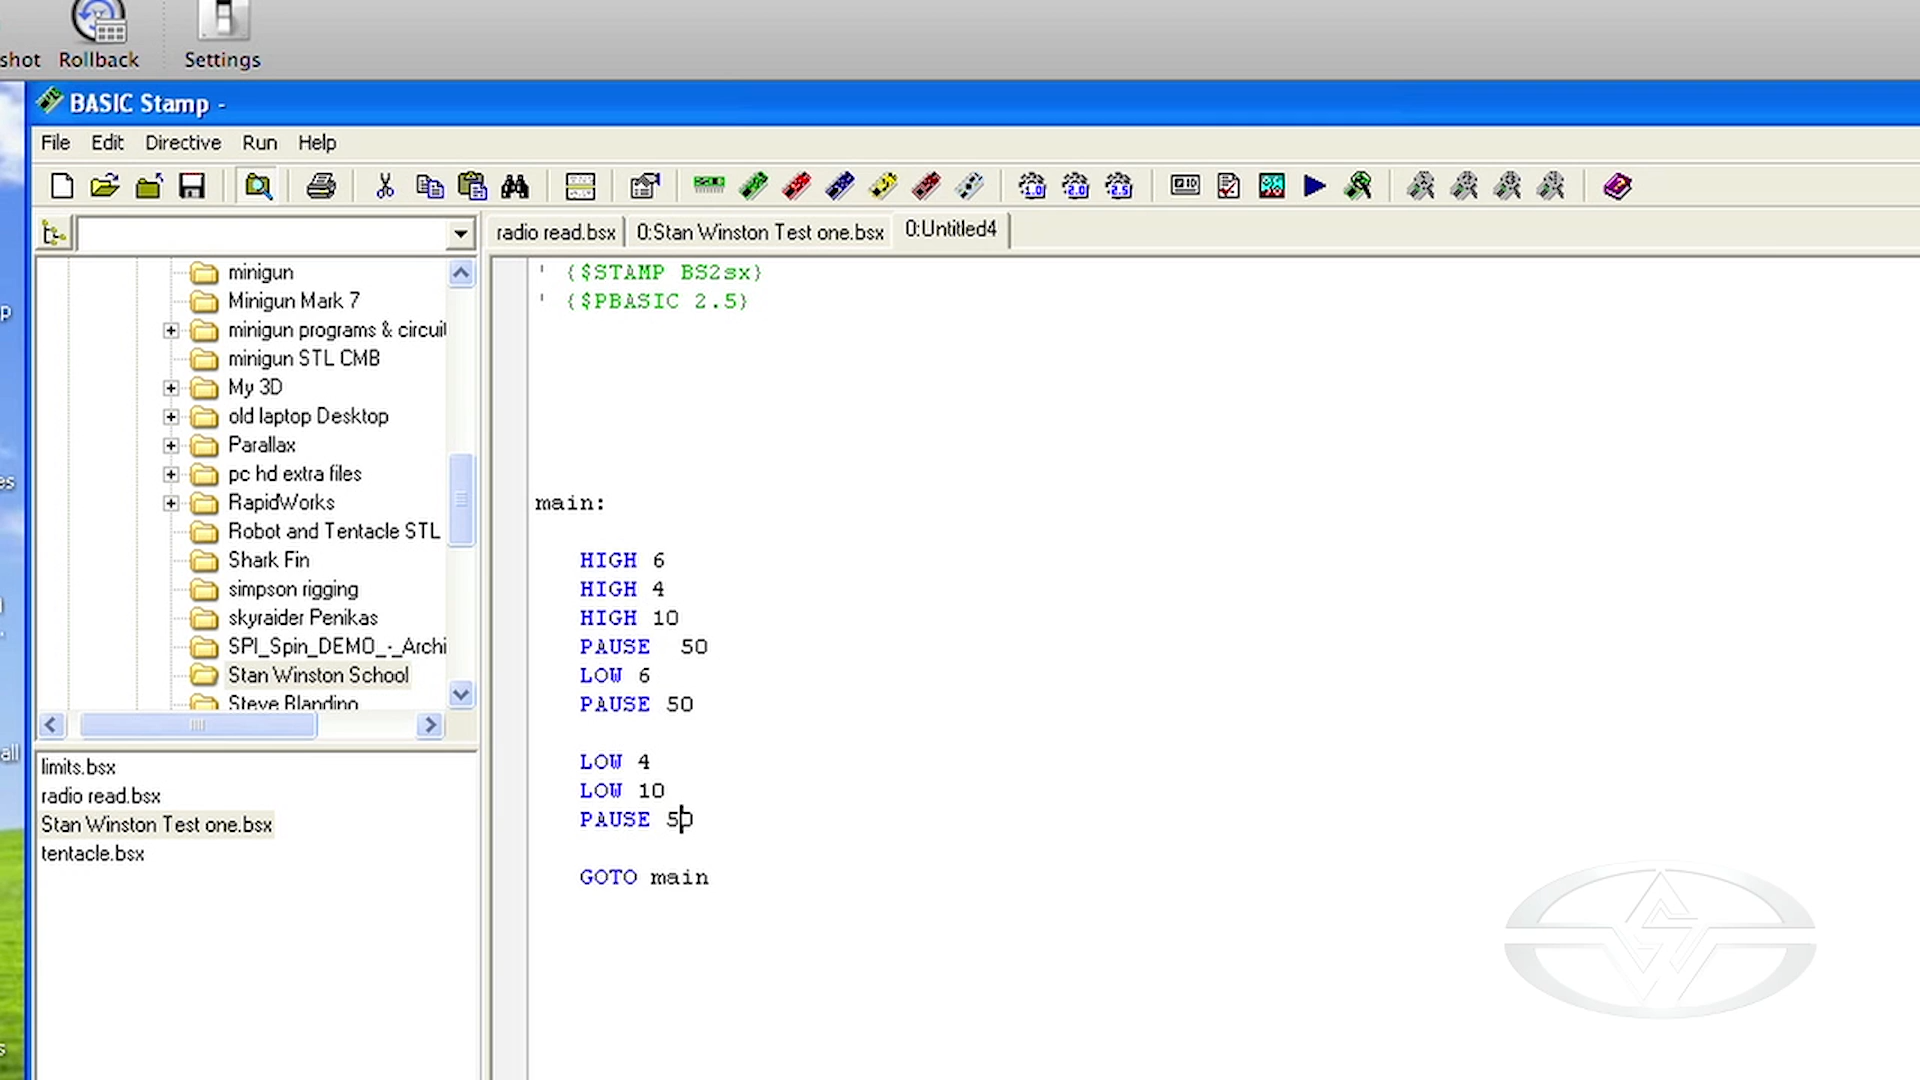 shot Rollback Settings
BASIC Stamp -
File Edit Directive Run Help
radio read.bsx 0:Stan Winston Test one.bsx 0:Untitled4
minigun
Minigun Mark 7
minigun programs & circuit
minigun STL CMB
My 3D
old laptop Desktop
Parallax
pc hd extra files
RapidWorks
Robot and Tentacle STL
Shark Fin
simpson rigging
skyraider Penikas
SPI_Spin_DEMO_-_Archi
Stan Winston School
Steve Blanding
limits.bsx
radio read.bsx
Stan Winston Test one.bsx
tentacle.bsx
' {$STAMP BS2sx}
' {$PBASIC 2.5}
main:
HIGH 6
HIGH 4
HIGH 10
PAUSE  50
LOW 6
PAUSE 50
LOW 4
LOW 10
PAUSE 50
GOTO main